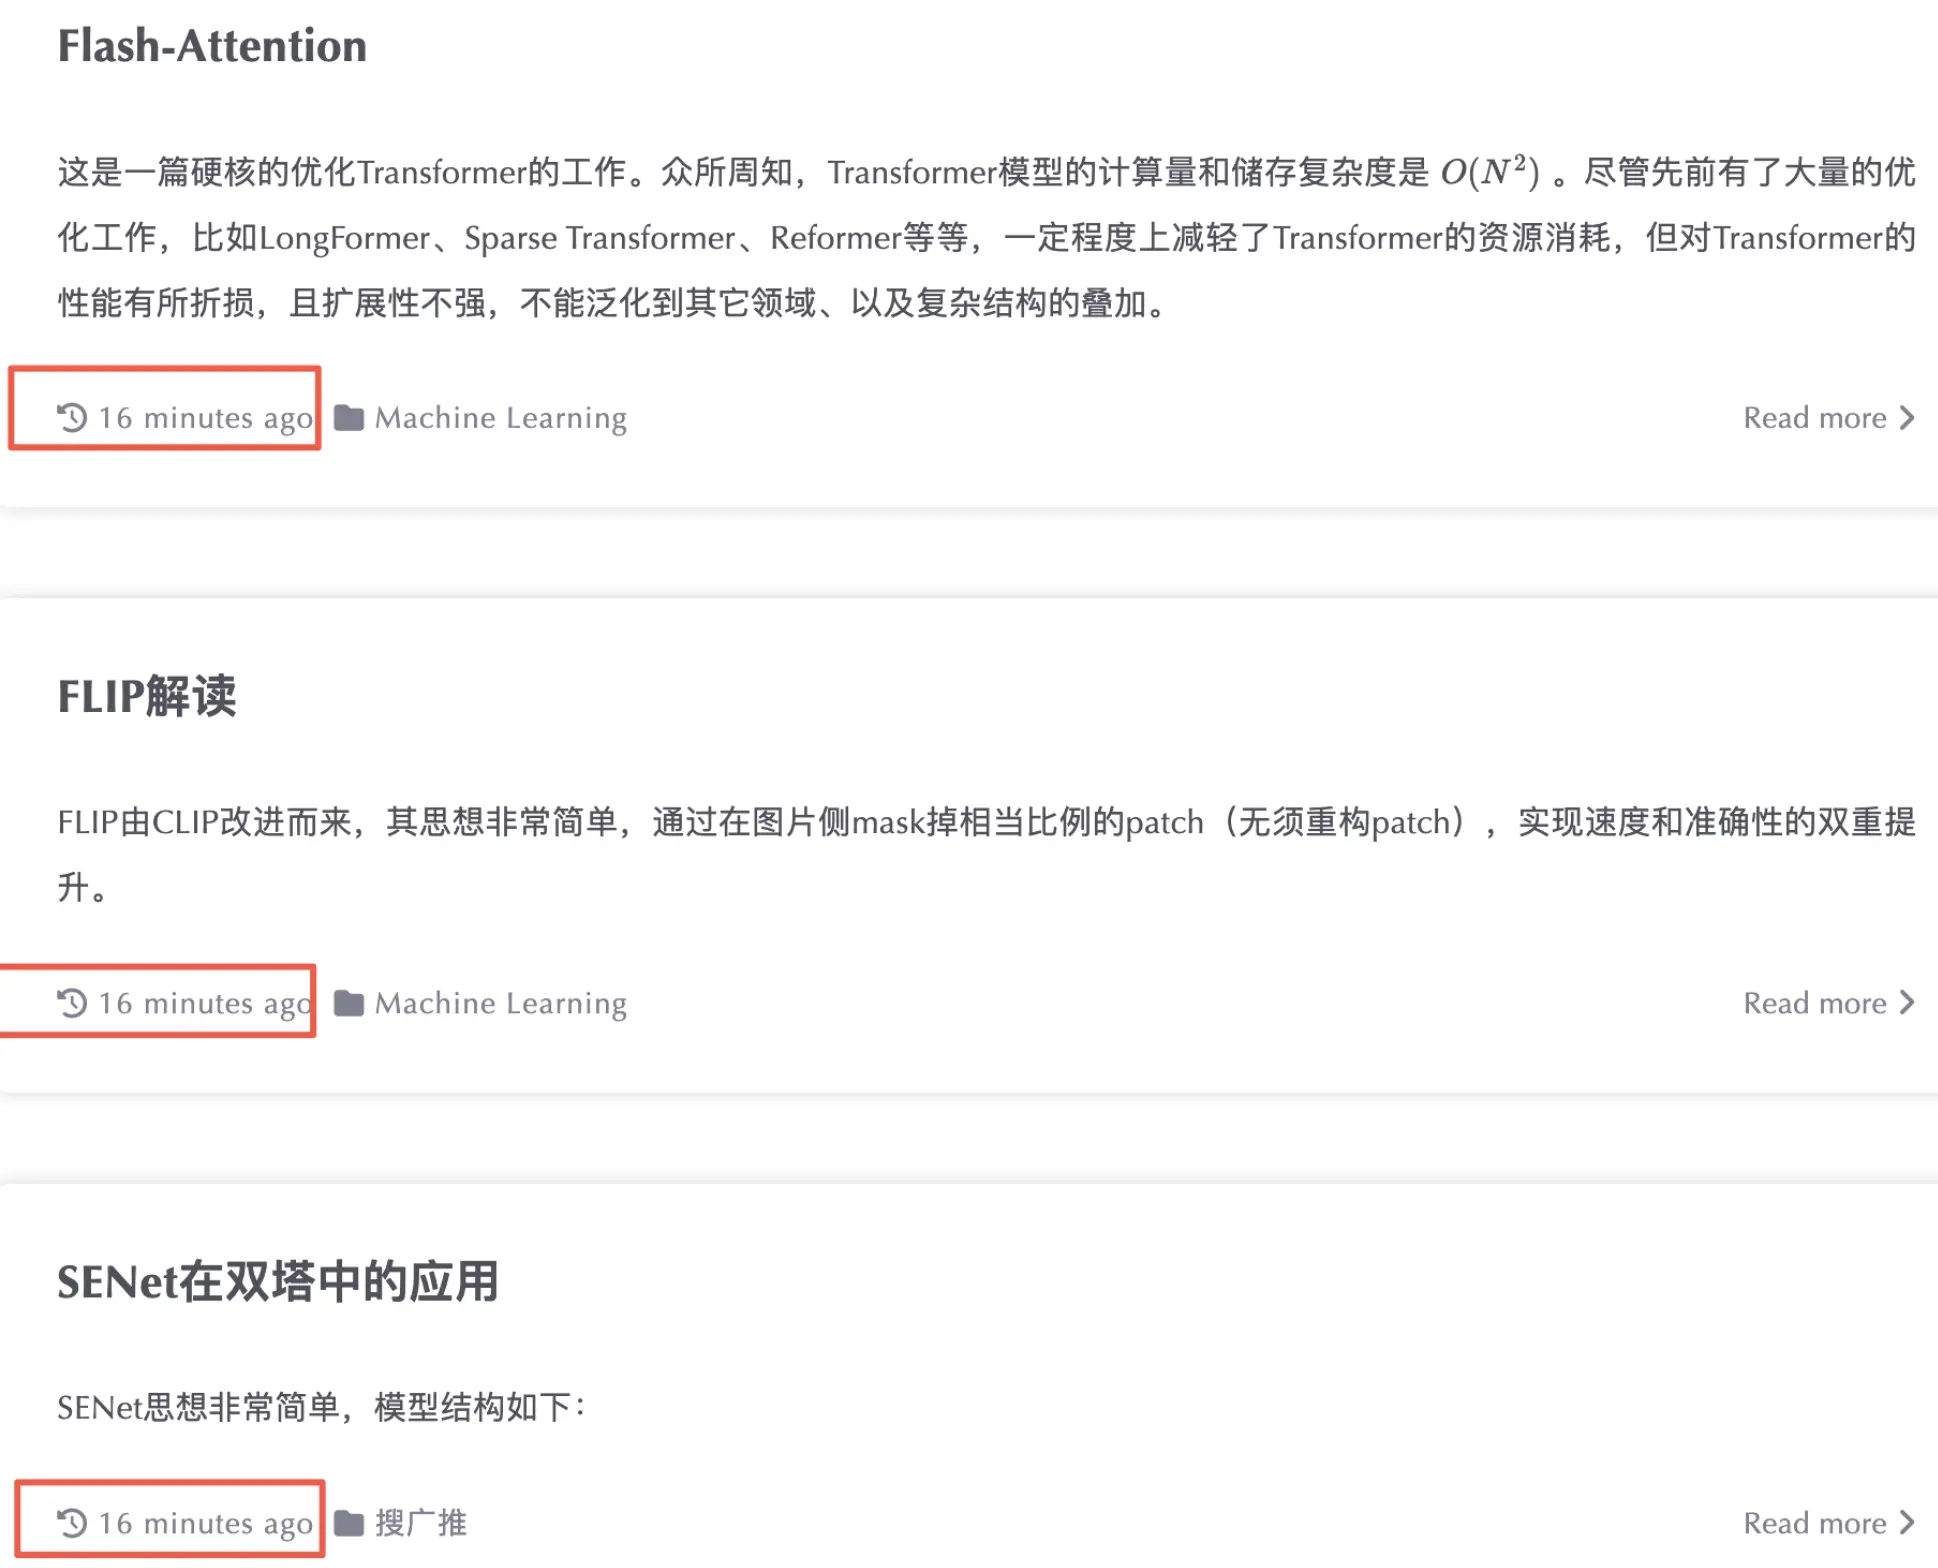 Flash-Attention
这是一篇硬核的优化Transformer的工作。众所周知，Transformer模型的计算量和储存复杂度是 O(N²) 。尽管先前有了大量的优
化工作，比如LongFormer、Sparse Transformer、Reformer等等，一定程度上减轻了Transformer的资源消耗，但对Transformer的
性能有所折损，且扩展性不强，不能泛化到其它领域、以及复杂结构的叠加。
16 minutes ago Machine Learning Read more
FLIP解读
FLIP由CLIP改进而来，其思想非常简单，通过在图片侧mask掉相当比例的patch（无须重构patch），实现速度和准确性的双重提
升。
16 minutes ago Machine Learning Read more
SENet在双塔中的应用
SENet思想非常简单，模型结构如下：
16 minutes ago 搜广推 Read more